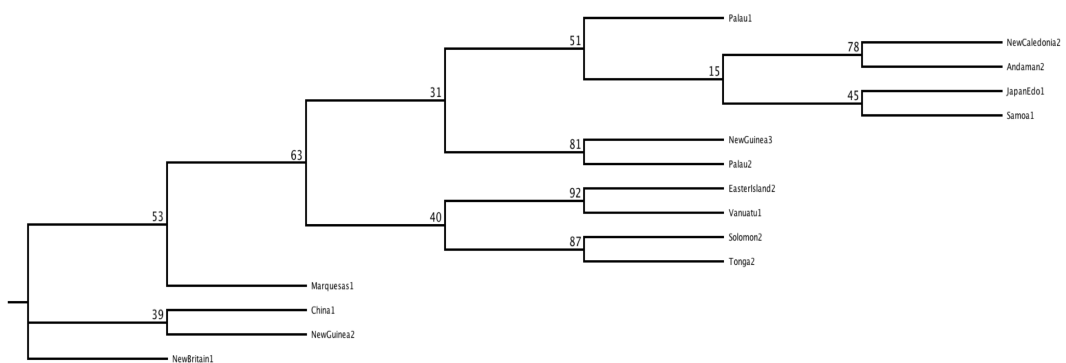 Palau1
51
NewCaledonia2
78
Andaman2
15
JapanEdo1
31
45
Samoa1
NewGuinea3
81
63
Palau2
EasterIsland2
92
Vanuatu1
53
40
Solomon2
87
Tonga2
Marquesas1
China1
39
NewGuinea2
NewBritain1